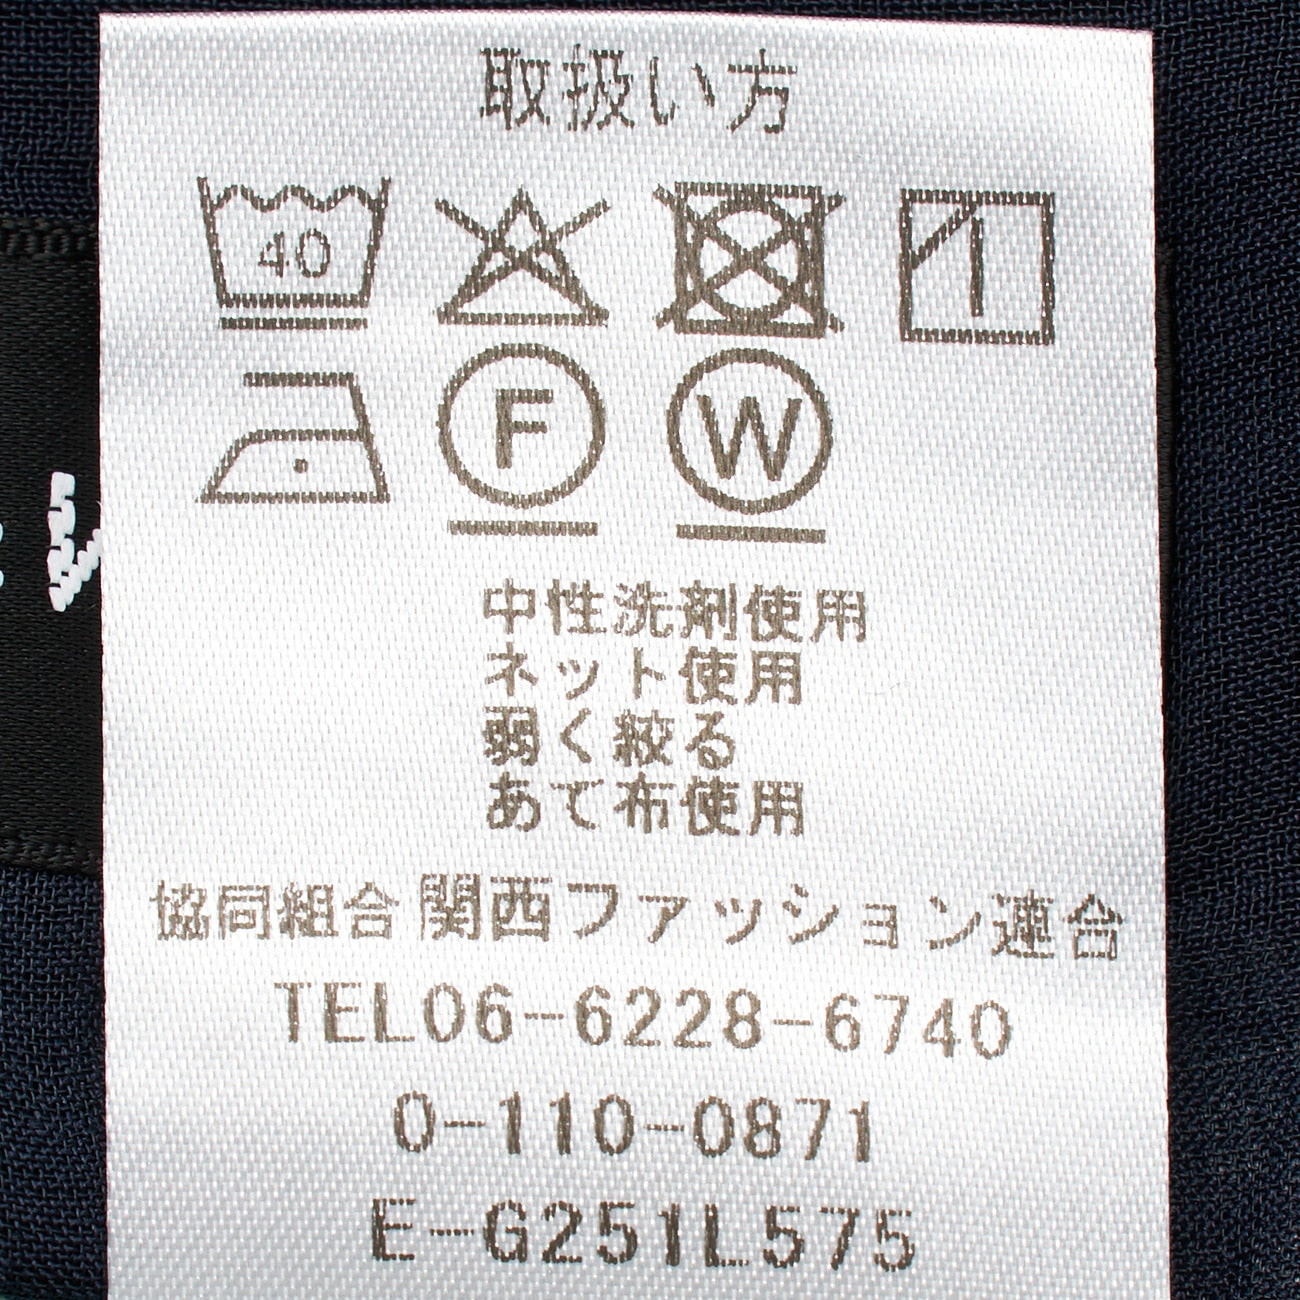 取扱い方
40
F W
中性洗剤使用
ネット使用
弱く絞る
あて布使用
協同組合 関西ファッション連合
TEL06-6228-6740
0-110-0871
E-G251L575